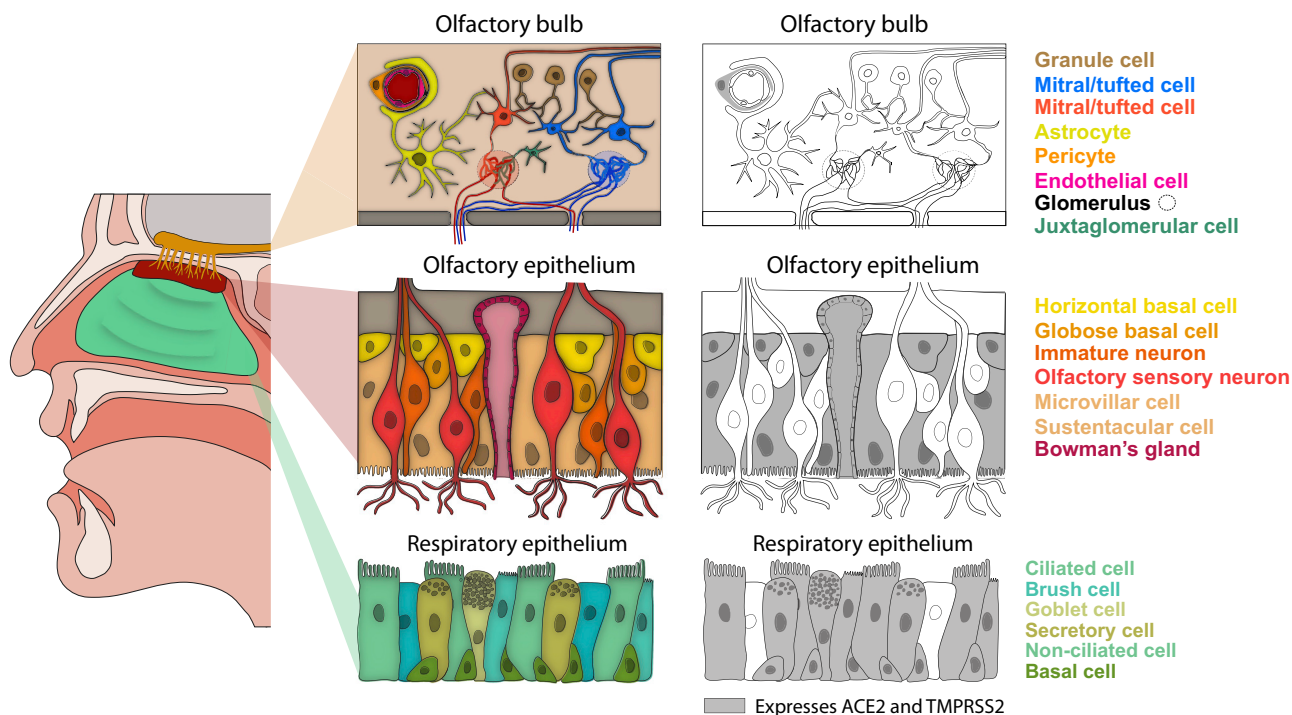 Olfactory bulb
Olfactory bulb
Granule cell
Mitral/tufted cell
Mitral/tufted cell
Astrocyte
Pericyte
Endothelial cell
Glomerulus
Juxtaglomerular cell
Olfactory epithelium
Olfactory epithelium
Horizontal basal cell
Globose basal cell
Immature neuron
Olfactory sensory neuron
Microvillar cell
Sustentacular cell
Bowman’s gland
Respiratory epithelium
Respiratory epithelium
Ciliated cell
Brush cell
Goblet cell
Secretory cell
Non-ciliated cell
Basal cell
Expresses ACE2 and TMPRSS2